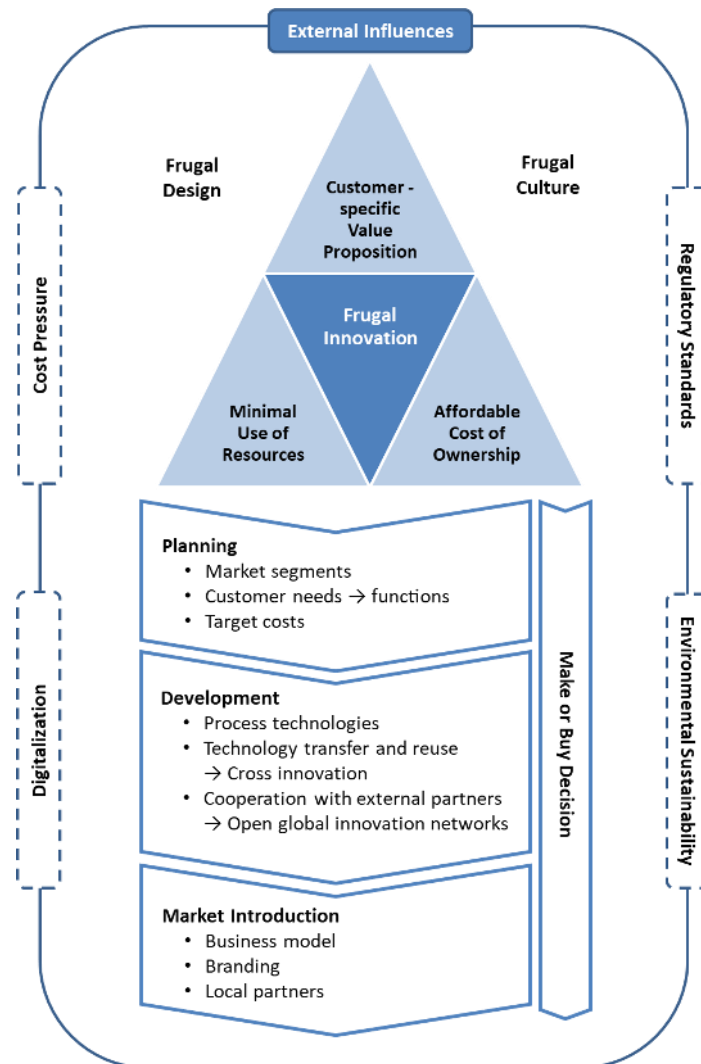 External Influences
Frugal
Design
Frugal
Culture
Customer -
specific
Value
Proposition
Cost Pressure
Regulatory Standards
Frugal
Innovation
Minimal
Use of
Resources
Affordable
Cost of
Ownership
Planning
• Market segments
• Customer needs → functions
• Target costs
Digitalization
Environmental Sustainability
Make or Buy Decision
Development
• Process technologies
• Technology transfer and reuse
→ Cross innovation
• Cooperation with external partners
→ Open global innovation networks
Market Introduction
• Business model
• Branding
• Local partners